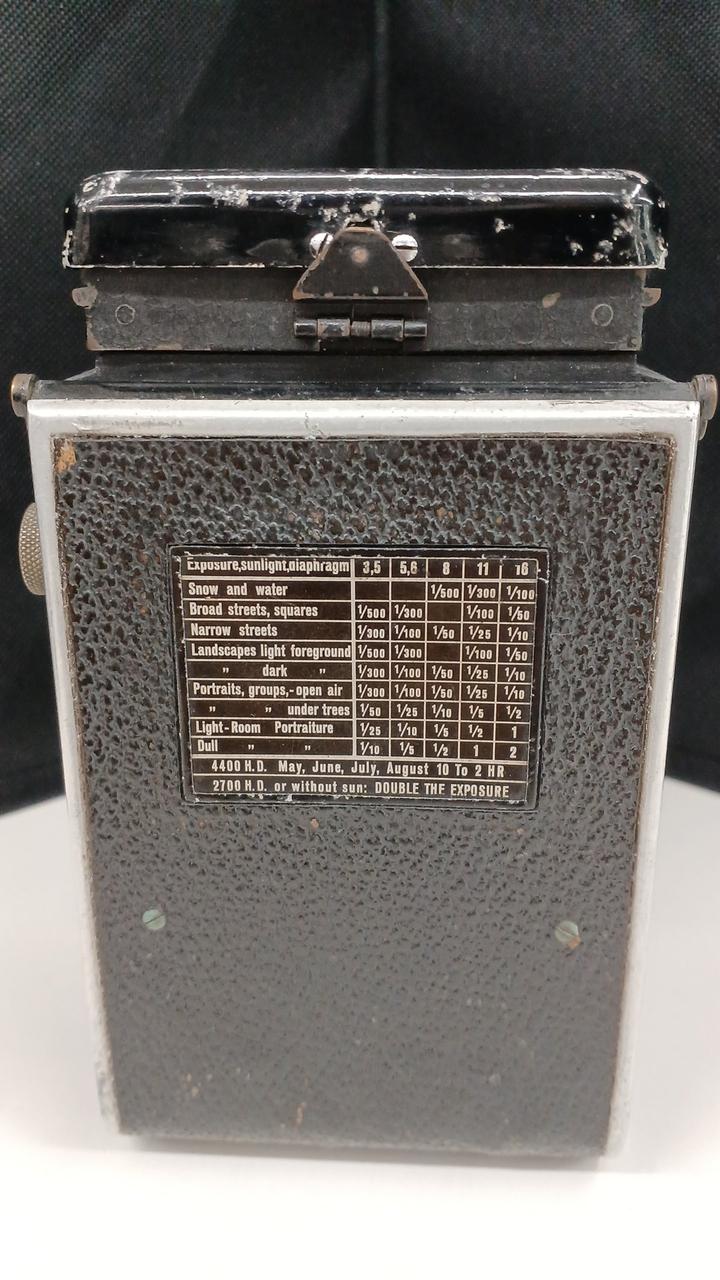 Exposure,sunlight,diaphragm 3,5 5,6 8 11 16
Snow and water 1/500 1/300 1/100
Broad streets, squares 1/500 1/300 1/100 1/50
Narrow streets 1/300 1/100 1/50 1/25 1/10
Landscapes light foreground 1/500 1/300 1/100 1/50
„ dark „ 1/300 1/100 1/50 1/25 1/10
Portraits, groups,-open air 1/300 1/100 1/50 1/25 1/10
„ „ under trees 1/50 1/25 1/10 1/5 1/2
Light-Room Portraiture 1/25 1/10 1/5 1/2 1
Dull „ „ 1/10 1/5 1/2 1 2
4400 H.D. May, June, July, August 10 To 2 HR
2700 H.D. or without sun: DOUBLE THE EXPOSURE